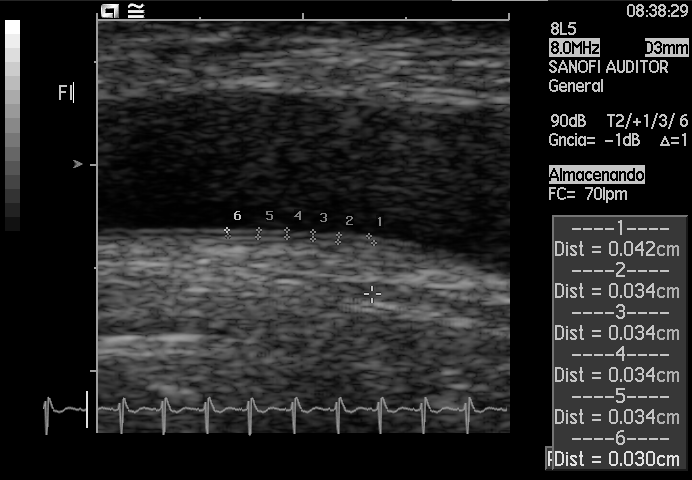 08:38:29
8L5
8.0MHz D3mm
SANOFI AUDITOR
General
FI
90dB T2/+1/3/ 6
Gncia= -1dB Δ=1
Almacenando
FC= 70lpm
6 5 4 3 2 1
----1----
Dist = 0.042cm
----2----
Dist = 0.034cm
----3----
Dist = 0.034cm
----4----
Dist = 0.034cm
----5----
Dist = 0.034cm
----6----
Dist = 0.030cm